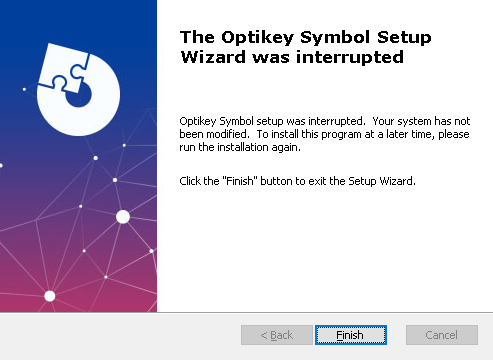 The Optikey Symbol Setup
Wizard was interrupted
Optikey Symbol setup was interrupted.  Your system has not
been modified.  To install this program at a later time, please
run the installation again.
Click the "Finish" button to exit the Setup Wizard.
< Back
Finish
Cancel